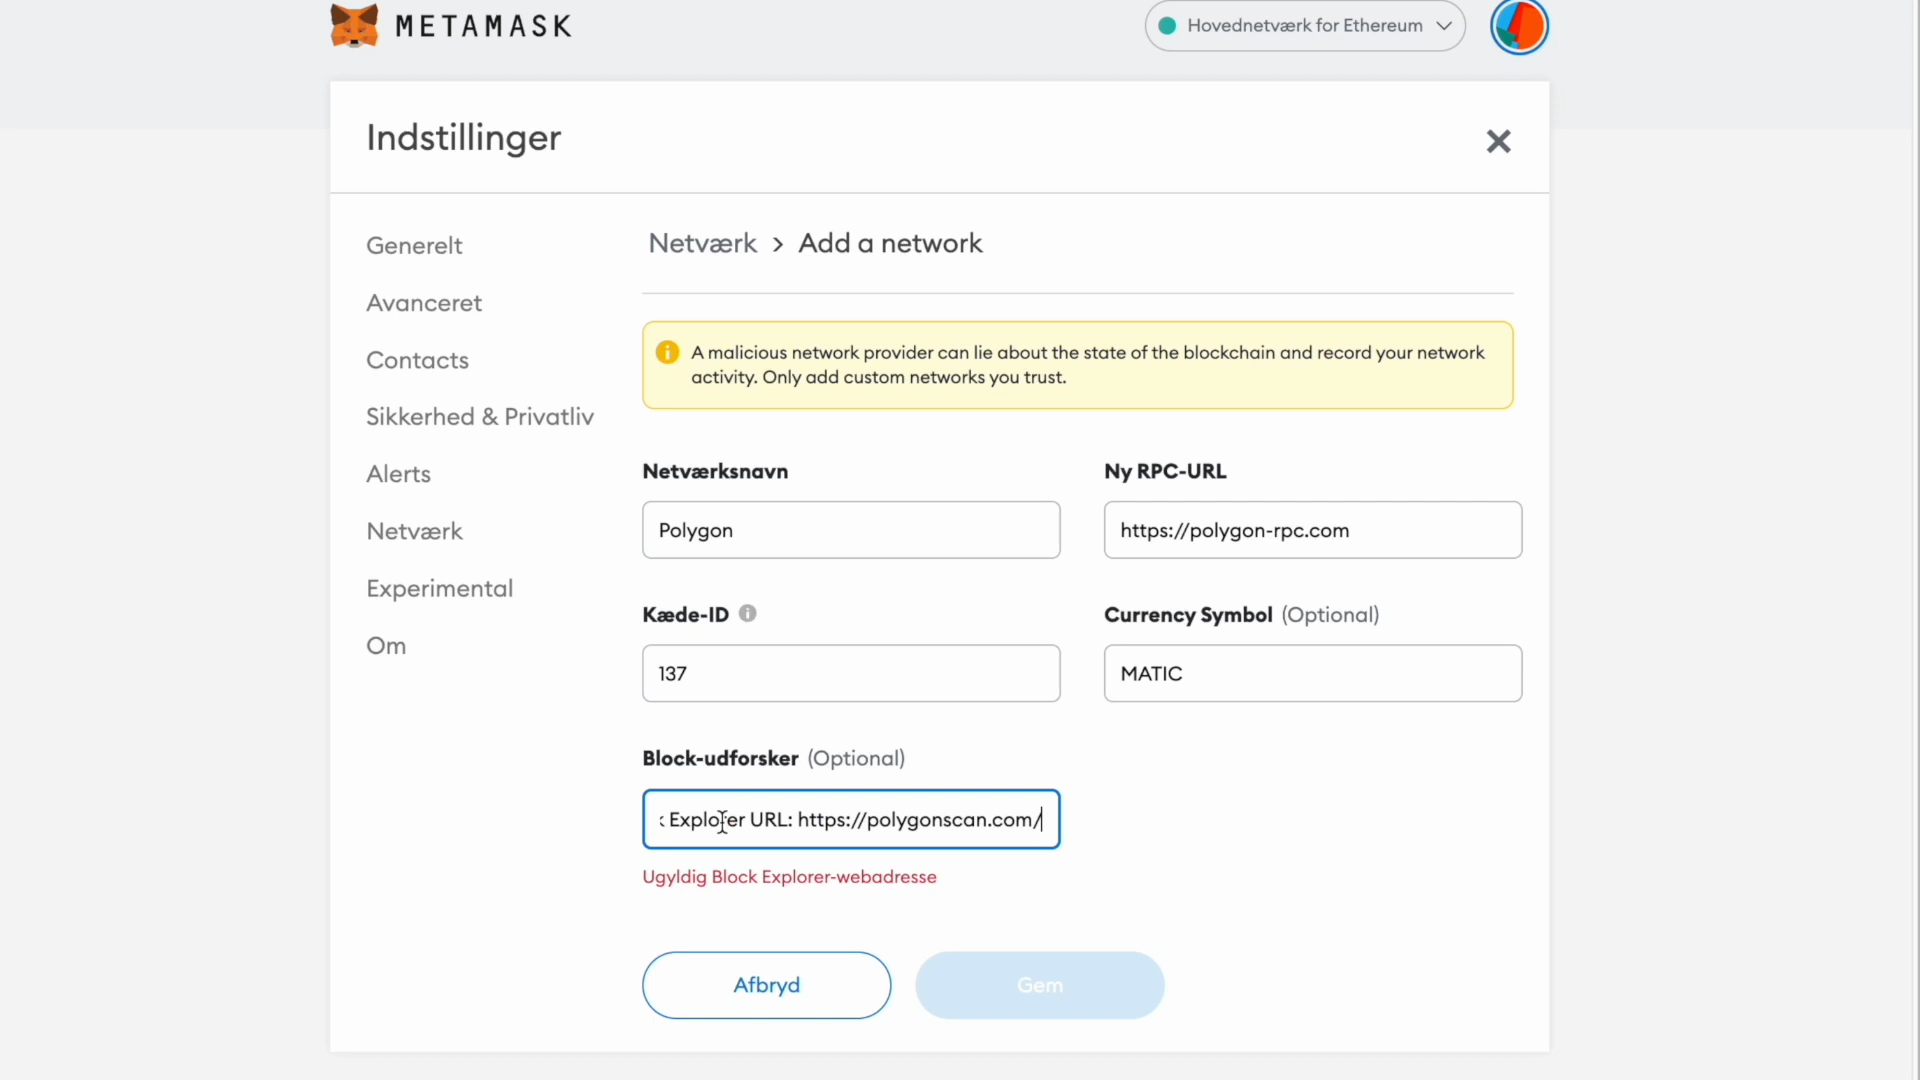 METAMASK
Hovednetværk for Ethereum
Indstillinger
Generelt
Avanceret
Contacts
Sikkerhed & Privatliv
Alerts
Netværk
Experimental
Om
Netværk > Add a network
A malicious network provider can lie about the state of the blockchain and record your network
activity. Only add custom networks you trust.
Netværksnavn
Polygon
Ny RPC-URL
https://polygon-rpc.com
Kæde-ID
137
Currency Symbol (Optional)
MATIC
Block-udforsker (Optional)
k Explorer URL: https://polygonscan.com/
Ugyldig Block Explorer-webadresse
Afbryd
Gem